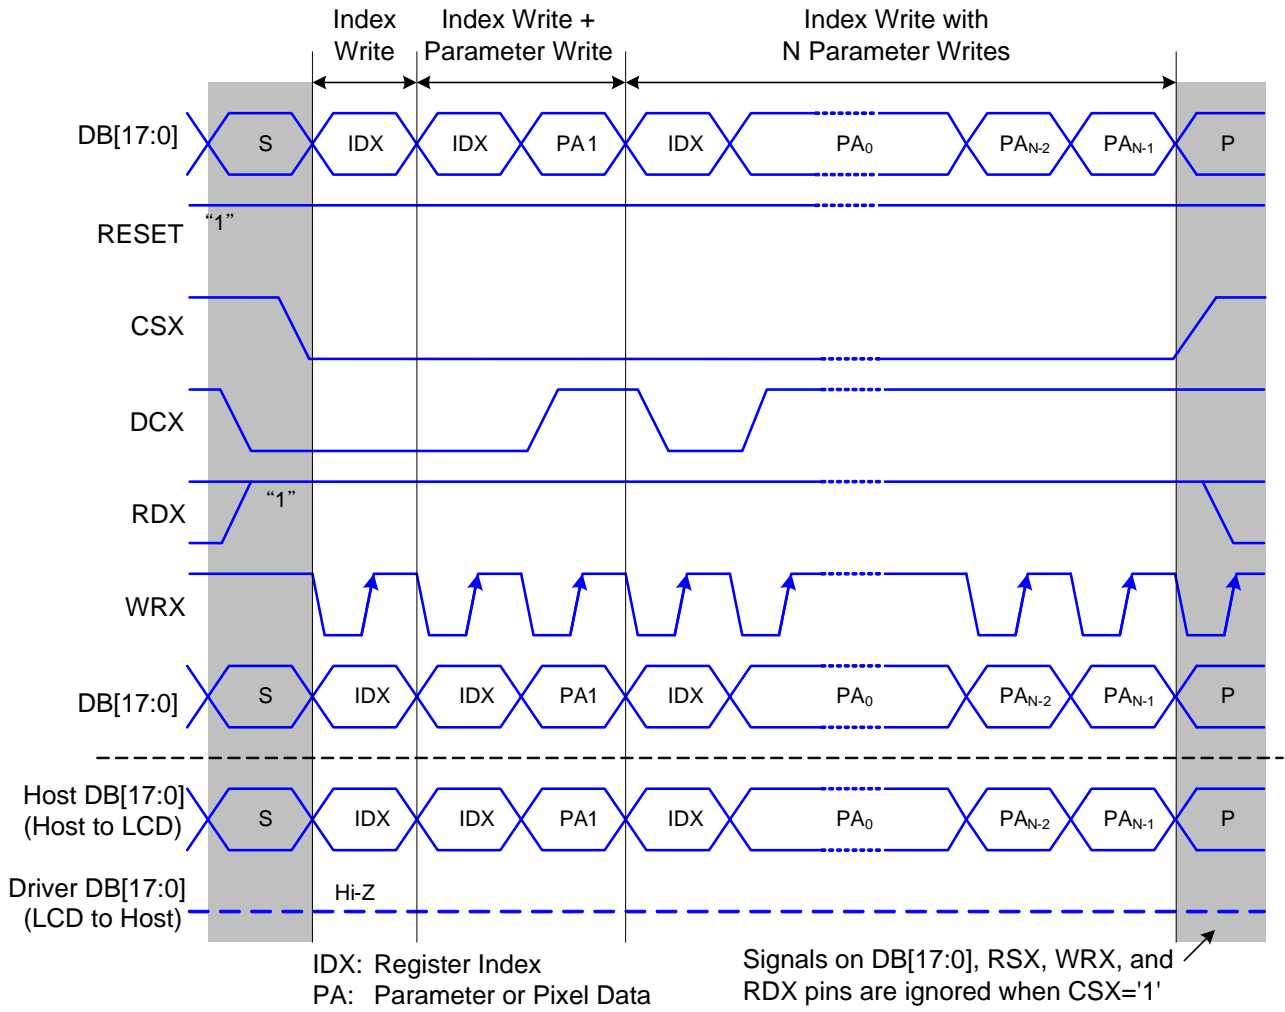 Index Write
Index Write + Parameter Write
Index Write with N Parameter Writes
DB[17:0] S IDX IDX PA1 IDX PA₀ PAN-2 PAN-1 P
RESET “1”
CSX
DCX
RDX “1”
WRX
DB[17:0] S IDX IDX PA1 IDX PA₀ PAN-2 PAN-1 P
Host DB[17:0]
(Host to LCD) S IDX IDX PA1 IDX PA₀ PAN-2 PAN-1 P
Driver DB[17:0]
(LCD to Host) Hi-Z
IDX: Register Index
PA: Parameter or Pixel Data
Signals on DB[17:0], RSX, WRX, and
RDX pins are ignored when CSX='1'